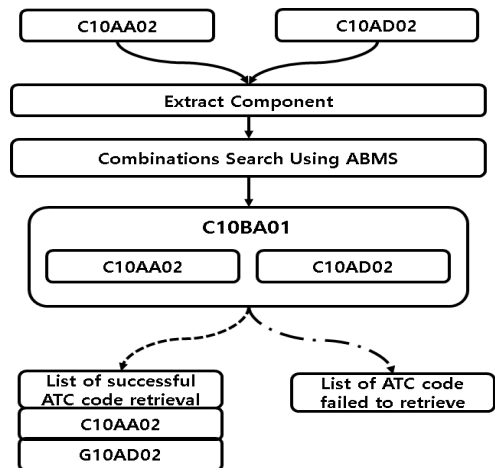 C10AA02
C10AD02
Extract Component
Combinations Search Using ABMS
C10BA01
C10AA02
C10AD02
List of successful
ATC code retrieval
C10AA02
G10AD02
List of ATC code
failed to retrieve